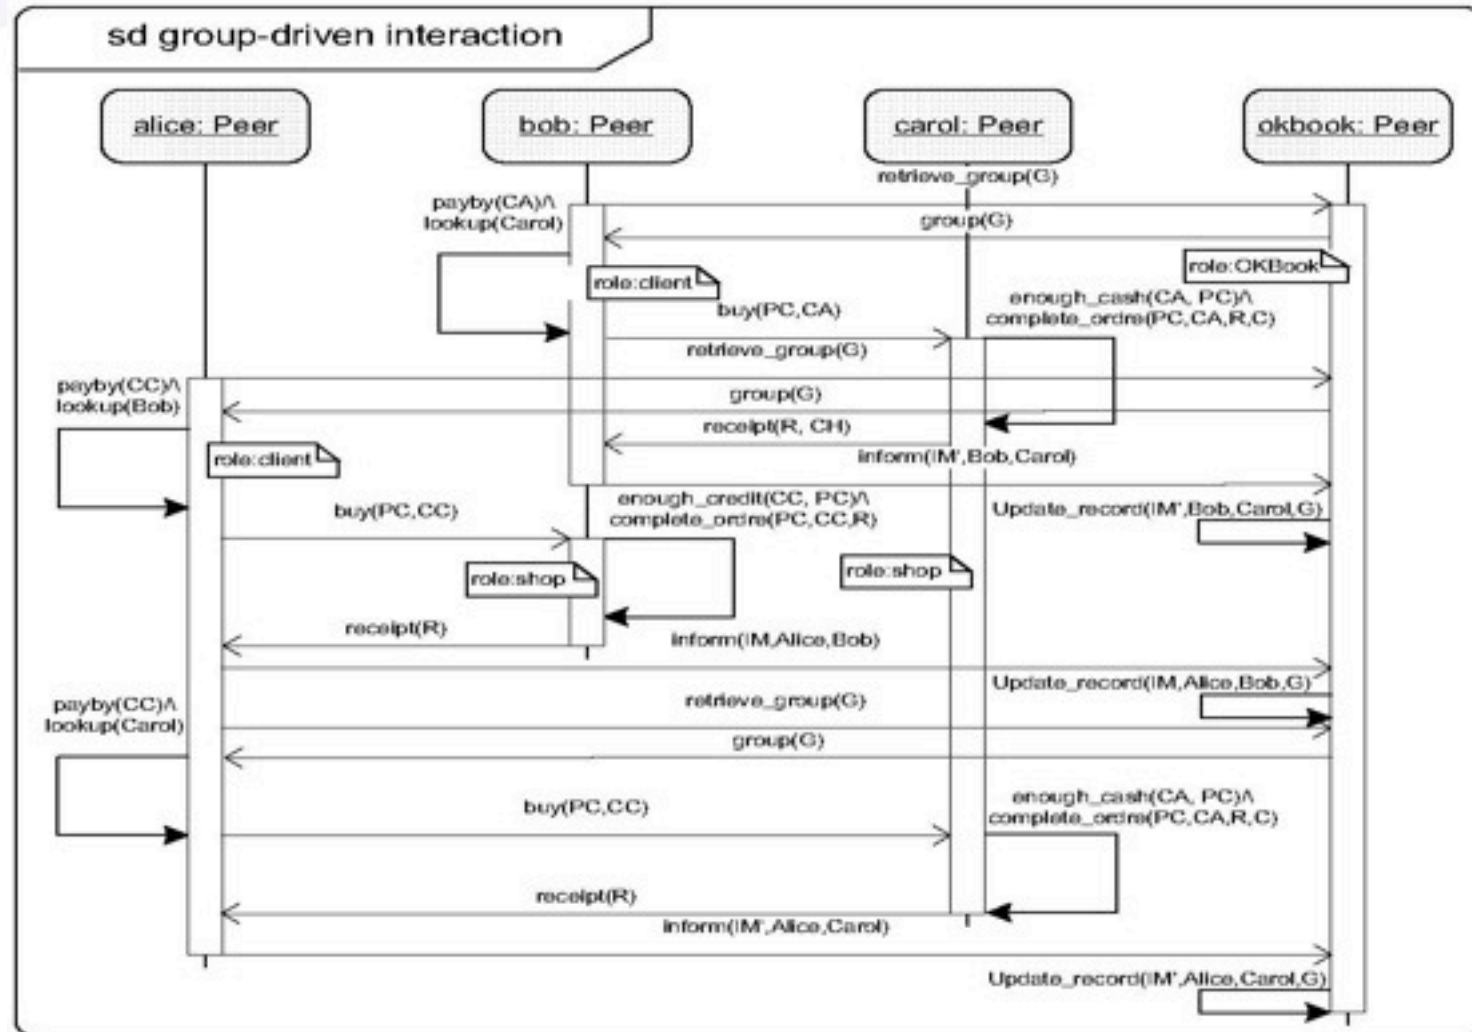 sd group-driven interaction
alice: Peer
bob: Peer
carol: Peer
okbook: Peer
retrieve_group(G)
payby(CA)/\
lookup(Carol)
group(G)
role:client
role:OKBook
buy(PC,CA)
enough_cash(CA, PC)/\
complete_ordre(PC,CA,R,C)
retrieve_group(G)
payby(CC)/\
lookup(Bob)
group(G)
receipt(R, CH)
role:client
inform(IM',Bob,Carol)
buy(PC,CC)
enough_credit(CC, PC)/\
complete_ordre(PC,CC,R)
Update_record(IM',Bob,Carol,G)
role:shop
role:shop
receipt(R)
inform(IM,Alice,Bob)
Update_record(IM,Alice,Bob,G)
payby(CC)/\
lookup(Carol)
retrieve_group(G)
group(G)
buy(PC,CC)
enough_cash(CA, PC)/\
complete_ordre(PC,CA,R,C)
receipt(R)
inform(IM',Alice,Carol)
Update_record(IM',Alice,Carol,G)